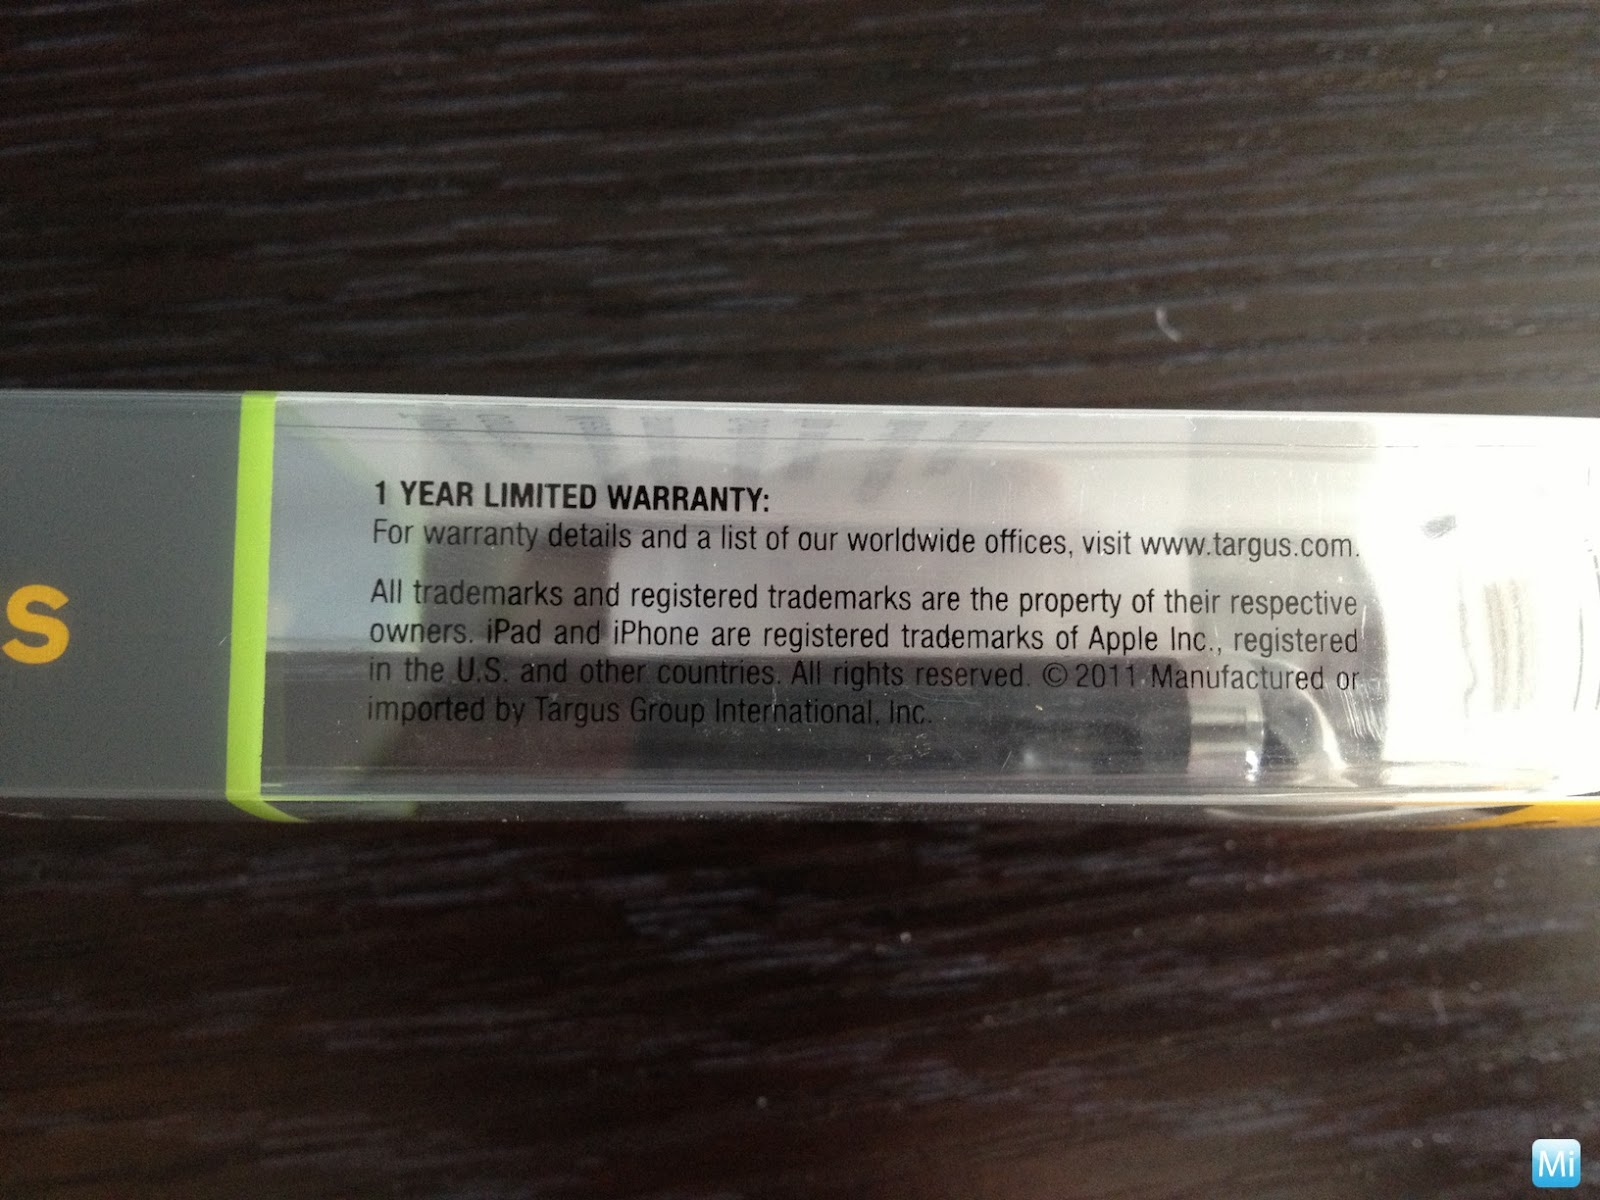 s
1 YEAR LIMITED WARRANTY:
For warranty details and a list of our worldwide offices, visit www.targus.com.
All trademarks and registered trademarks are the property of their respective
owners. iPad and iPhone are registered trademarks of Apple Inc., registered
in the U.S. and other countries. All rights reserved. © 2011 Manufactured or
imported by Targus Group International, Inc.
Mi